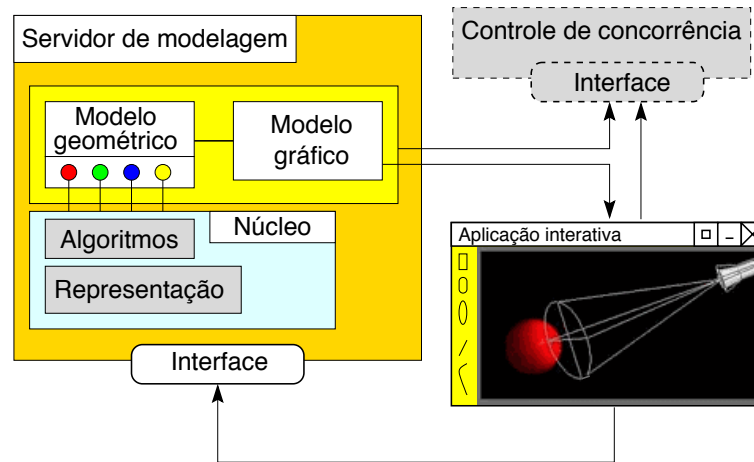 Servidor de modelagem
Modelo
geométrico
Modelo
gráfico
Núcleo
Algoritmos
Representação
Interface
Controle de concorrência
Interface
Aplicação interativa